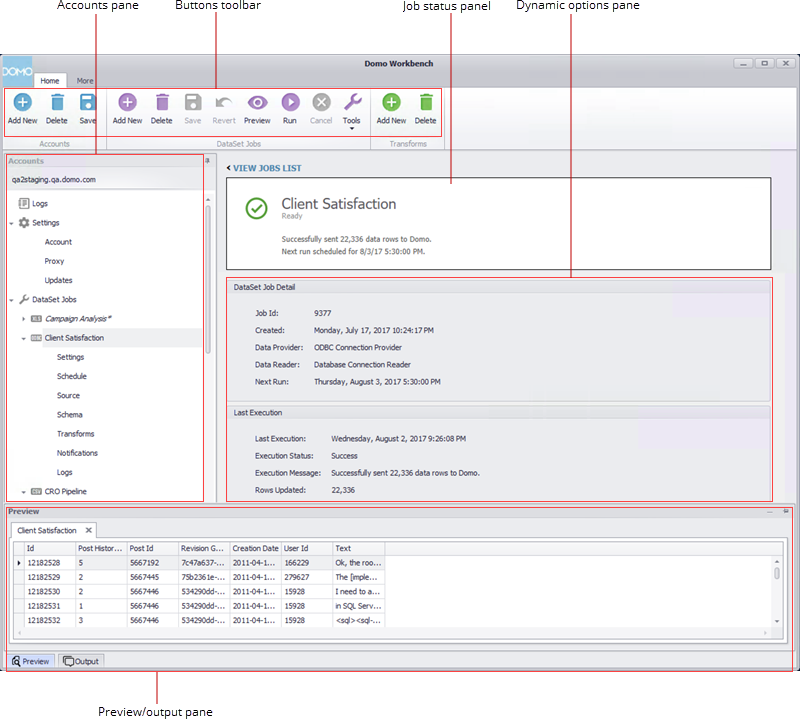 Accounts pane
Buttons toolbar
Job status panel
Dynamic options pane
Domo Workbench
DOMO
Home
More
Add New
Delete
Save
Add New
Delete
Save
Revert
Preview
Run
Cancel
Tools
Add New
Delete
Accounts
DataSet Jobs
Transforms
Accounts
qa2staging.qa.domo.com
Logs
Settings
Account
Proxy
Updates
DataSet Jobs
Campaign Analysis*
Client Satisfaction
Settings
Schedule
Source
Schema
Transforms
Notifications
Logs
CRO Pipeline
< VIEW JOBS LIST
Client Satisfaction
Ready
Successfully sent 22,336 data rows to Domo.
Next run scheduled for 8/3/17 5:30:00 PM.
DataSet Job Detail
Job Id: 9377
Created: Monday, July 17, 2017 10:24:17 PM
Data Provider: ODBC Connection Provider
Data Reader: Database Connection Reader
Next Run: Thursday, August 3, 2017 5:30:00 PM
Last Execution
Last Execution: Wednesday, August 2, 2017 9:26:08 PM
Execution Status: Success
Execution Message: Successfully sent 22,336 data rows to Domo.
Rows Updated: 22,336
Preview
Client Satisfaction
Id Post Histor... Post Id Revision G... Creation Date User Id Text
12182528 5 5667192 7c47a637-... 2011-04-1... 166229 Ok, the roo...
12182529 2 5667445 75b2361e-... 2011-04-1... 279627 The [imple...
12182530 2 5667446 534290dd-... 2011-04-1... 15928 I need to a...
12182531 1 5667446 534290dd-... 2011-04-1... 15928 in SQL Serv...
12182532 3 5667446 534290dd-... 2011-04-1... 15928 <sql><sql-...
Preview
Output
Preview/output pane